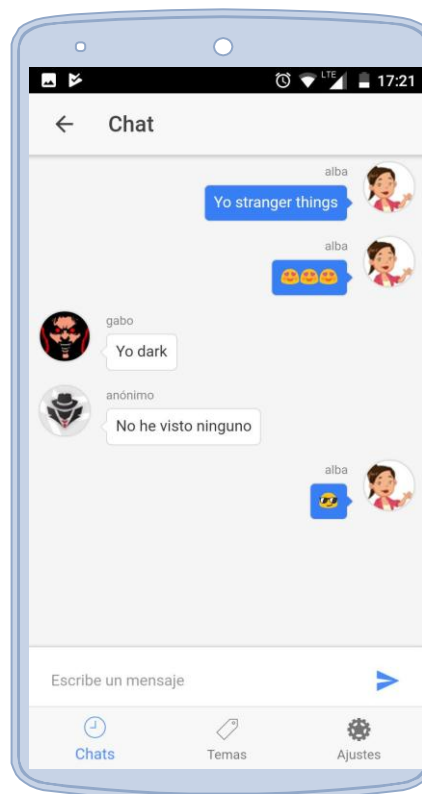 LTE 17:21
Chat
alba
Yo stranger things
alba
😍😍😍
gabo
Yo dark
anónimo
No he visto ninguno
alba
😎
Escribe un mensaje
Chats Temas Ajustes